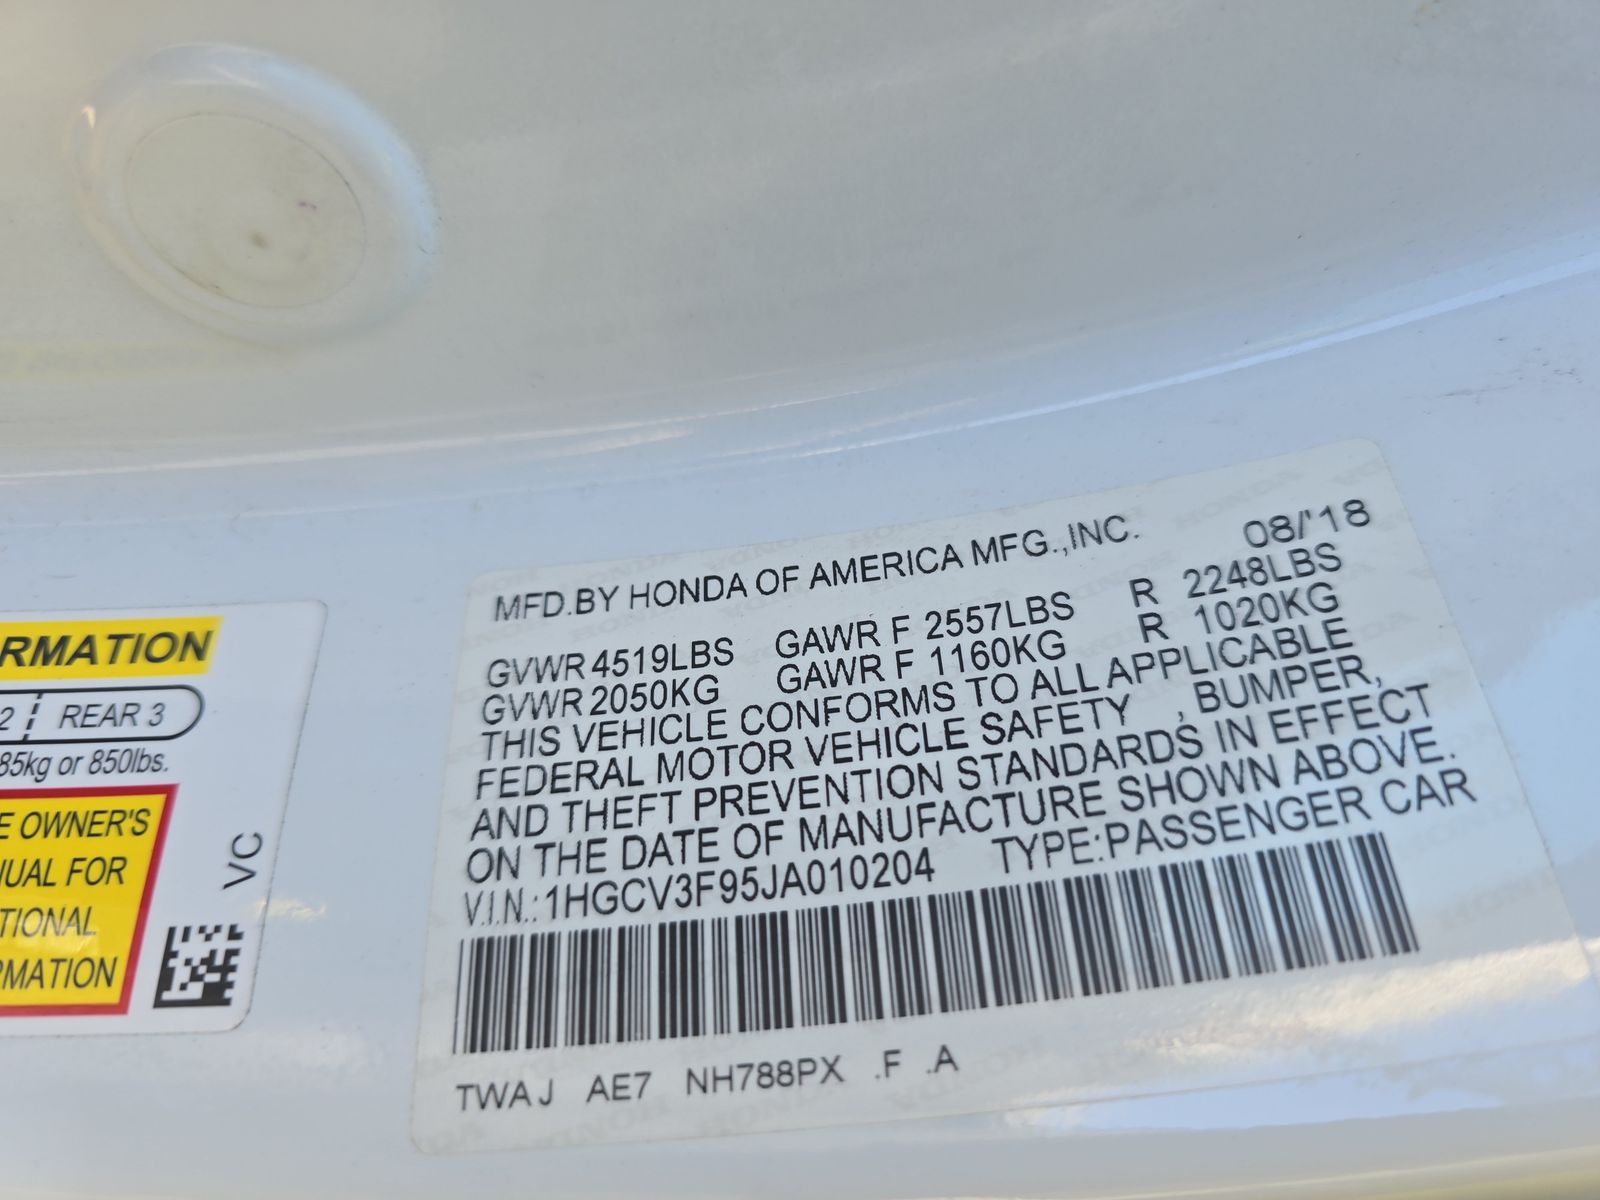 RMATION
2 REAR 3
85kg or 850lbs.
E OWNER'S
UAL FOR
TIONAL
RMATION
VC
MFD.BY HONDA OF AMERICA MFG.,INC. 08/'18
GVWR 4519LBS GAWR F 2557LBS R 2248LBS
GVWR 2050KG GAWR F 1160KG R 1020KG
THIS VEHICLE CONFORMS TO ALL APPLICABLE
FEDERAL MOTOR VEHICLE SAFETY , BUMPER,
AND THEFT PREVENTION STANDARDS IN EFFECT
ON THE DATE OF MANUFACTURE SHOWN ABOVE.
V.I.N.:1HGCV3F95JA010204 TYPE:PASSENGER CAR
TWAJ AE7 NH788PX .F .A